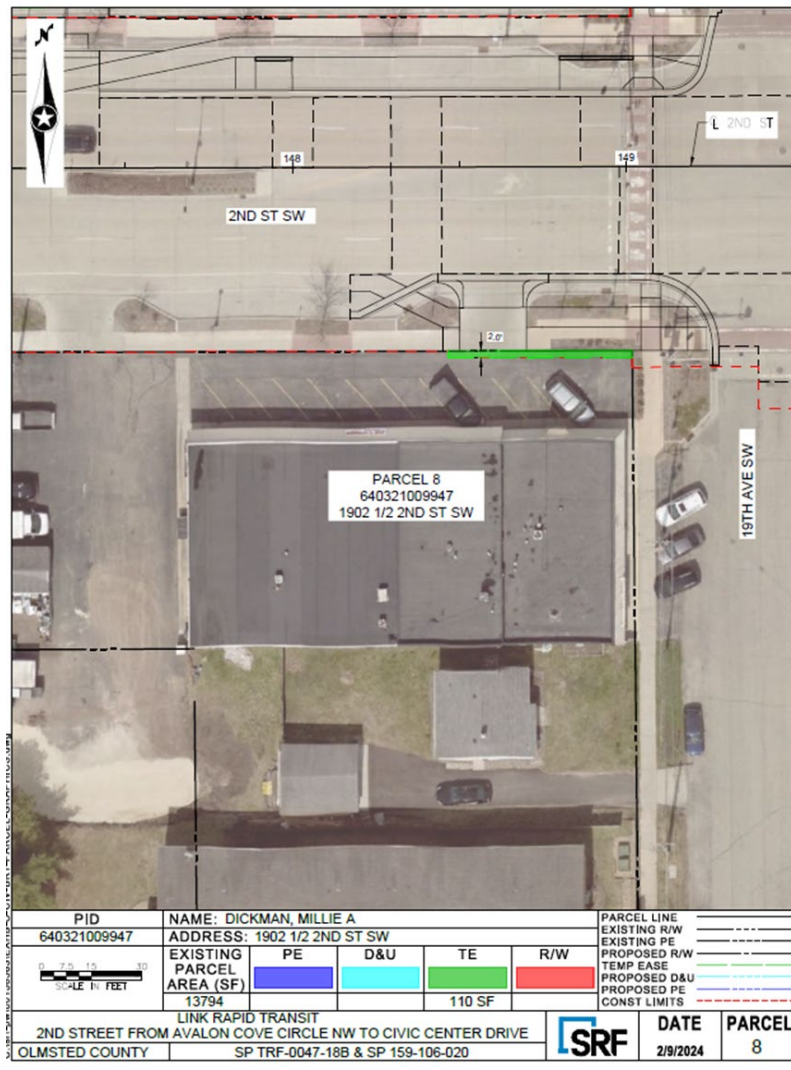 N
℄ 2ND ST
148
149
2ND ST SW
2.0'
PARCEL 8
640321009947
1902 1/2 2ND ST SW
19TH AVE SW
PID
640321009947
NAME: DICKMAN, MILLIE A
ADDRESS: 1902 1/2 2ND ST SW
EXISTING PARCEL AREA (SF)
13794
PE
D&U
TE
110 SF
R/W
0 7.5 15 30
SCALE IN FEET
PARCEL LINE
EXISTING R/W
EXISTING PE
PROPOSED R/W
TEMP EASE
PROPOSED D&U
PROPOSED PE
CONST LIMITS
LINK RAPID TRANSIT
2ND STREET FROM AVALON COVE CIRCLE NW TO CIVIC CENTER DRIVE
OLMSTED COUNTY
SP TRF-0047-18B & SP 159-106-020
SRF
DATE
2/9/2024
PARCEL
8